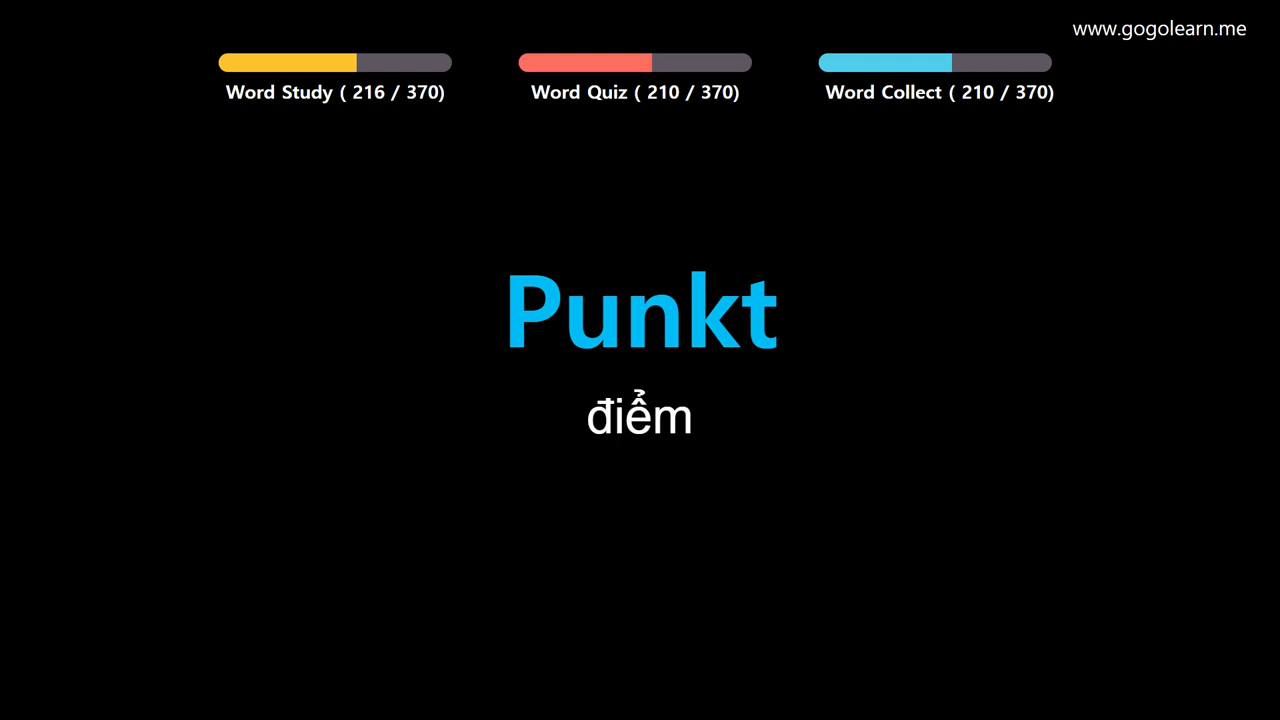 www.gogolearn.me
Word Study ( 216 / 370)
Word Quiz ( 210 / 370)
Word Collect ( 210 / 370)
Punkt
điểm